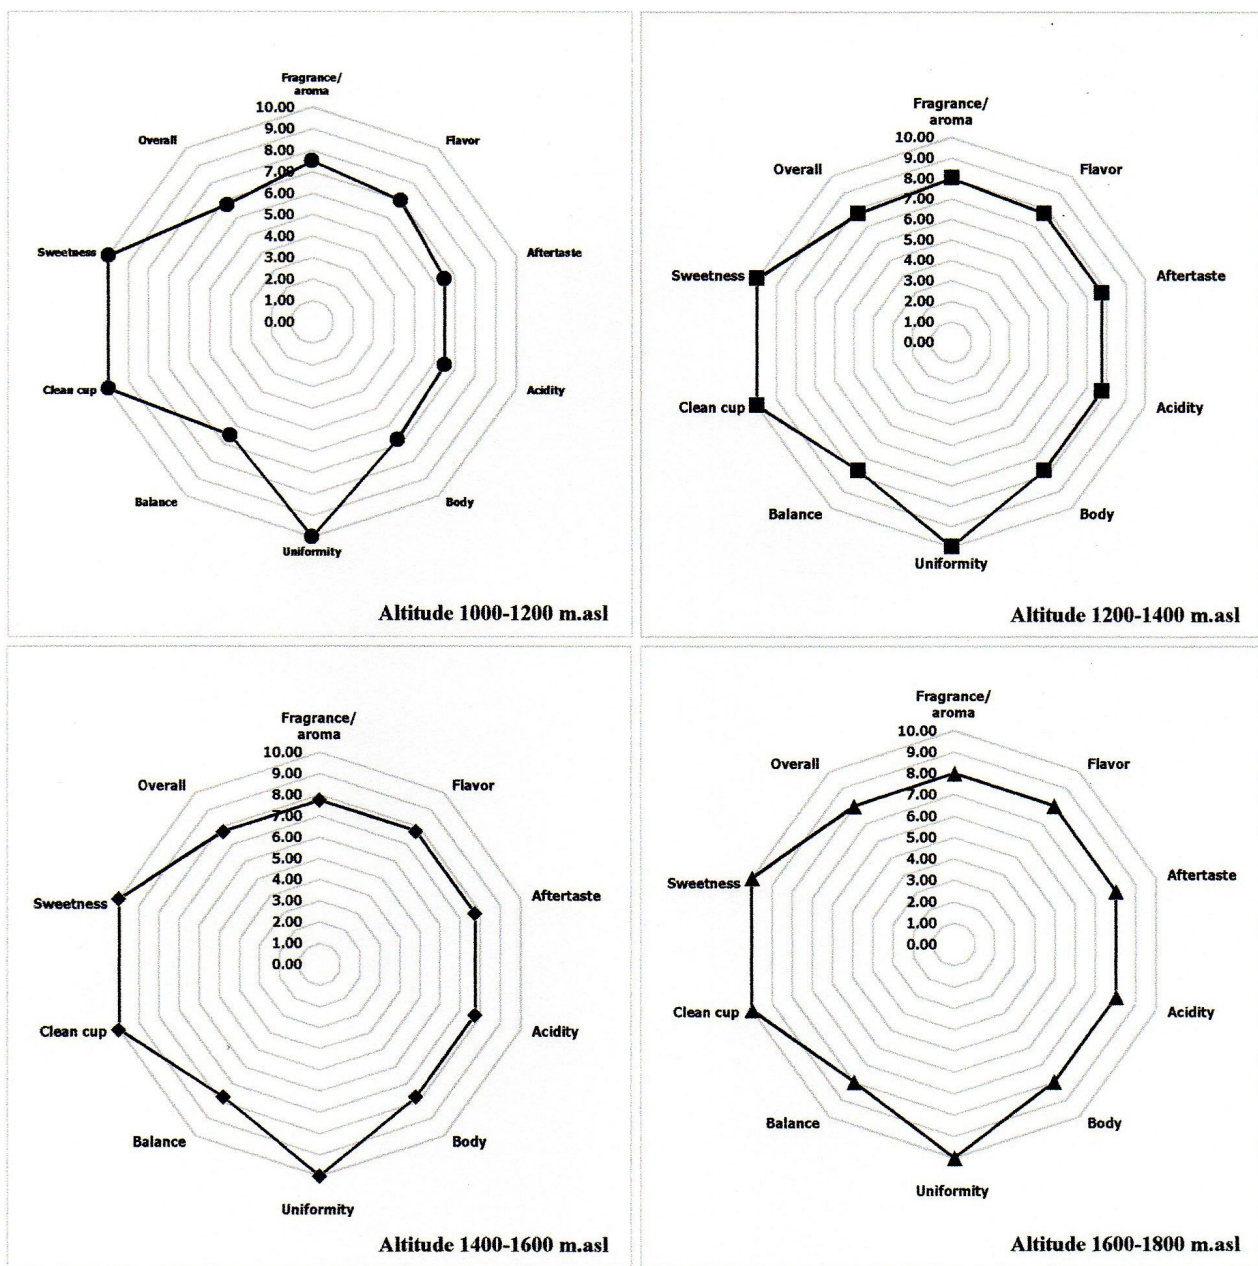 Fragrance/
aroma
10.00
9.00
8.00
7.00
6.00
5.00
4.00
3.00
2.00
1.00
0.00
Overall
Flavor
Sweetness
Aftertaste
Clean cup
Acidity
Balance
Body
Uniformity
Altitude 1000-1200 m.asl
Fragrance/
aroma
10.00
9.00
8.00
7.00
6.00
5.00
4.00
3.00
2.00
1.00
0.00
Overall
Flavor
Sweetness
Aftertaste
Clean cup
Acidity
Balance
Body
Uniformity
Altitude 1200-1400 m.asl
Fragrance/
aroma
10.00
9.00
8.00
7.00
6.00
5.00
4.00
3.00
2.00
1.00
0.00
Overall
Flavor
Sweetness
Aftertaste
Clean cup
Acidity
Balance
Body
Uniformity
Altitude 1400-1600 m.asl
Fragrance/
aroma
10.00
9.00
8.00
7.00
6.00
5.00
4.00
3.00
2.00
1.00
0.00
Overall
Flavor
Sweetness
Aftertaste
Clean cup
Acidity
Balance
Body
Uniformity
Altitude 1600-1800 m.asl